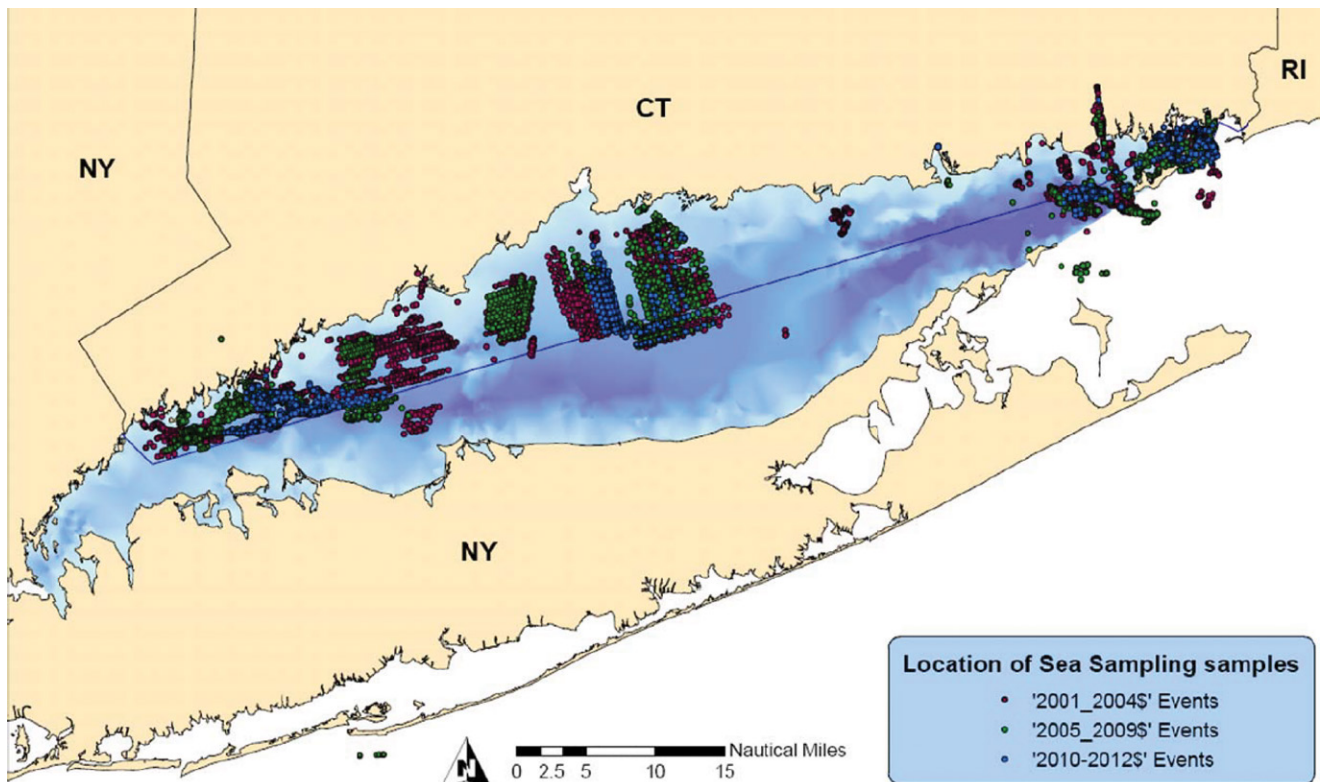 CT
RI
NY
NY
Location of Sea Sampling samples
'2001_2004$' Events
'2005_2009$' Events
'2010-2012$' Events
N
Nautical Miles
0 2.5 5 10 15